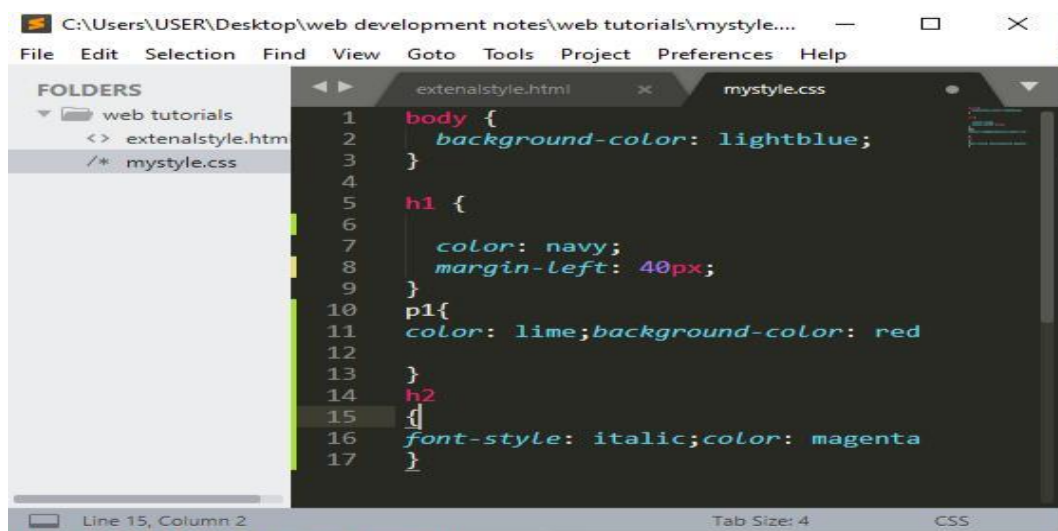 C:\Users\USER\Desktop\web development notes\web tutorials\mystyle....
File Edit Selection Find View Goto Tools Project Preferences Help
FOLDERS
web tutorials
<> extenalstyle.htm
/* mystyle.css
extenalstyle.html × mystyle.css
1 body {
2 background-color: lightblue;
3 }
4
5 h1 {
6
7 color: navy;
8 margin-left: 40px;
9 }
10 p1{
11 color: lime;background-color: red
12
13 }
14 h2
15 {
16 font-style: italic;color: magenta
17 }
Line 15, Column 2 Tab Size: 4 CSS